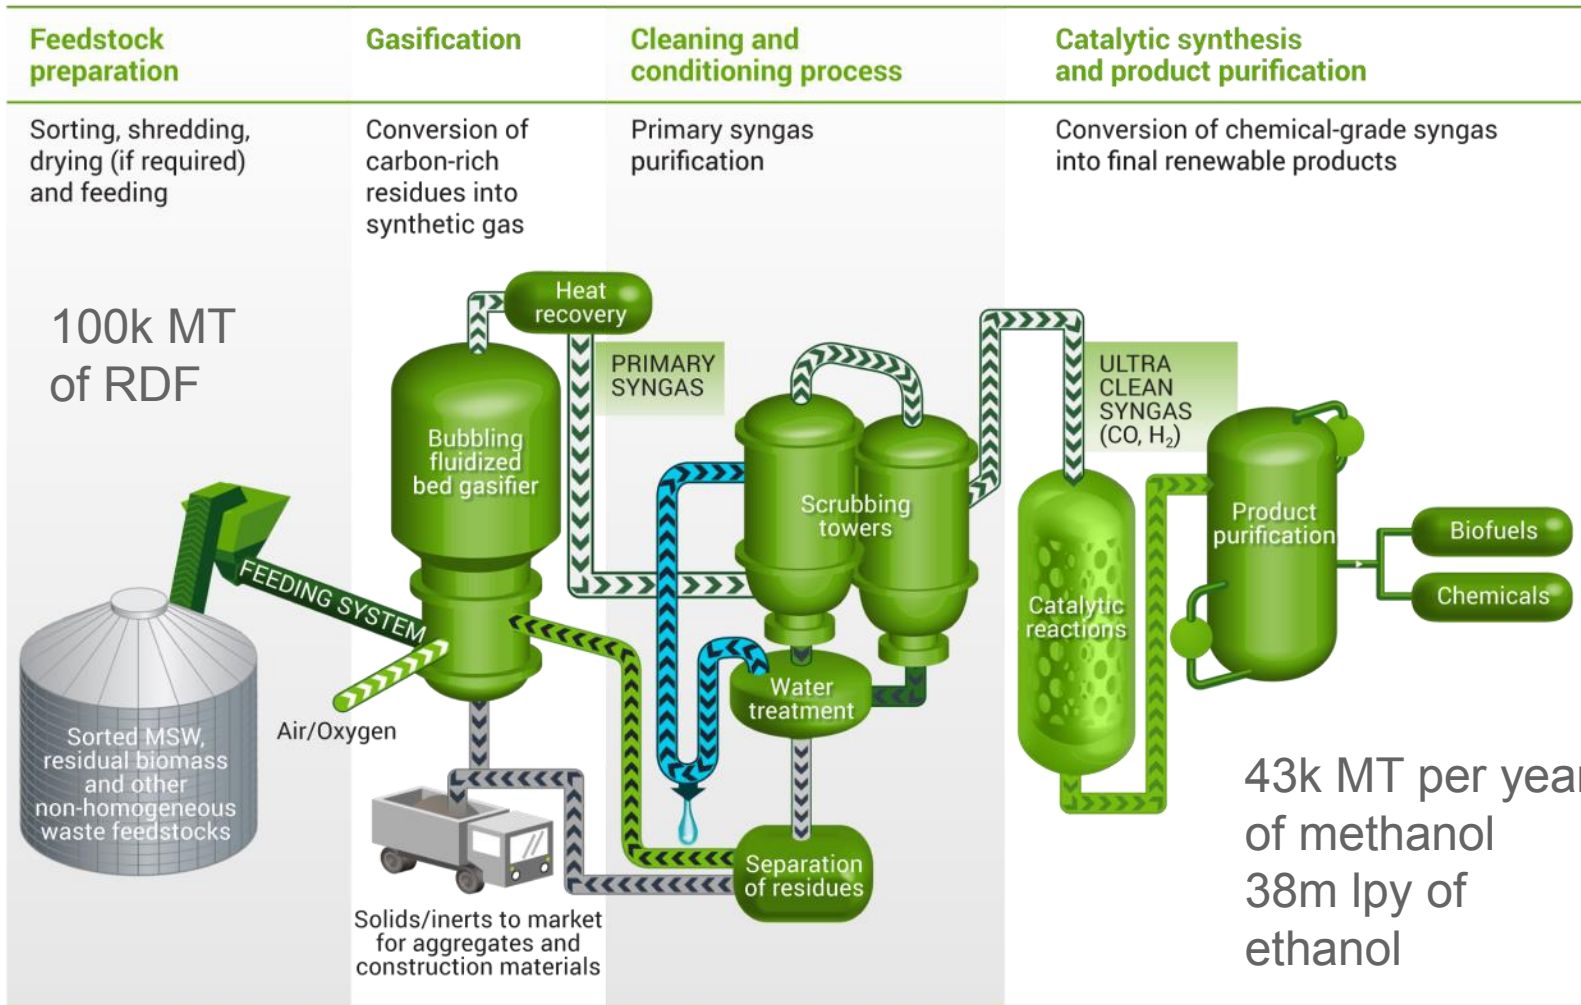 Feedstock
preparation
Gasification
Cleaning and
conditioning process
Catalytic synthesis
and product purification
Sorting, shredding,
drying (if required)
and feeding
Conversion of
carbon-rich
residues into
synthetic gas
Primary syngas
purification
Conversion of chemical-grade syngas
into final renewable products
100k MT
of RDF
Heat
recovery
PRIMARY
SYNGAS
ULTRA
CLEAN
SYNGAS
(CO, H₂)
Bubbling
fluidized
bed gasifier
Scrubbing
towers
Product
purification
Biofuels
Chemicals
FEEDING SYSTEM
Catalytic
reactions
Water
treatment
Air/Oxygen
Sorted MSW,
residual biomass
and other
non-homogeneous
waste feedstocks
Separation
of residues
Solids/inerts to market
for aggregates and
construction materials
43k MT per year
of methanol
38m lpy of
ethanol